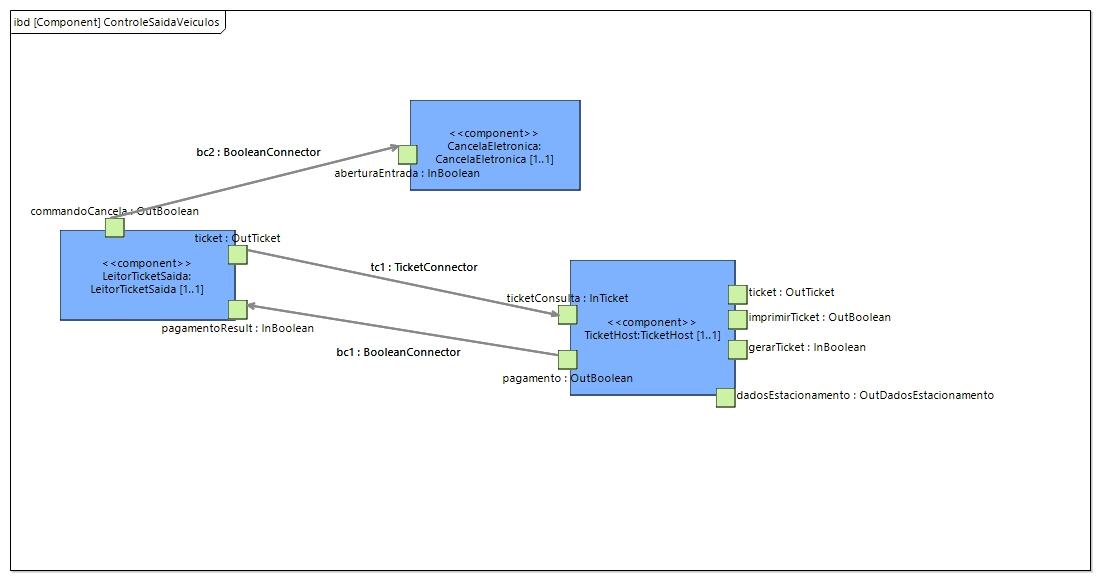 ibd [Component] ControleSaidaVeiculos
<<component>>
CancelaEletronica:
CancelaEletronica [1..1]
bc2 : BooleanConnector
aberturaEntrada : InBoolean
commandoCancela : OutBoolean
ticket : OutTicket
<<component>>
LeitorTicketSaida:
LeitorTicketSaida [1..1]
pagamentoResult : InBoolean
tc1 : TicketConnector
bc1 : BooleanConnector
ticketConsulta : InTicket
<<component>>
TicketHost:TicketHost [1..1]
pagamento : OutBoolean
ticket : OutTicket
imprimirTicket : OutBoolean
gerarTicket : InBoolean
dadosEstacionamento : OutDadosEstacionamento